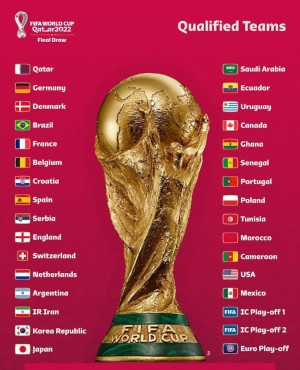 FIFA WORLD CUP
Qatar2022
Final Draw
Qualified Teams
Qatar
Germany
Denmark
Brazil
France
Belgium
Croatia
Spain
Serbia
England
Switzerland
Netherlands
Argentina
IR Iran
Korea Republic
Japan
Saudi Arabia
Ecuador
Uruguay
Canada
Ghana
Senegal
Portugal
Poland
Tunisia
Morocco
Cameroon
USA
Mexico
FIFA IC Play-off 1
FIFA IC Play-off 2
Euro Play-off
FIFA
WORLD CUP